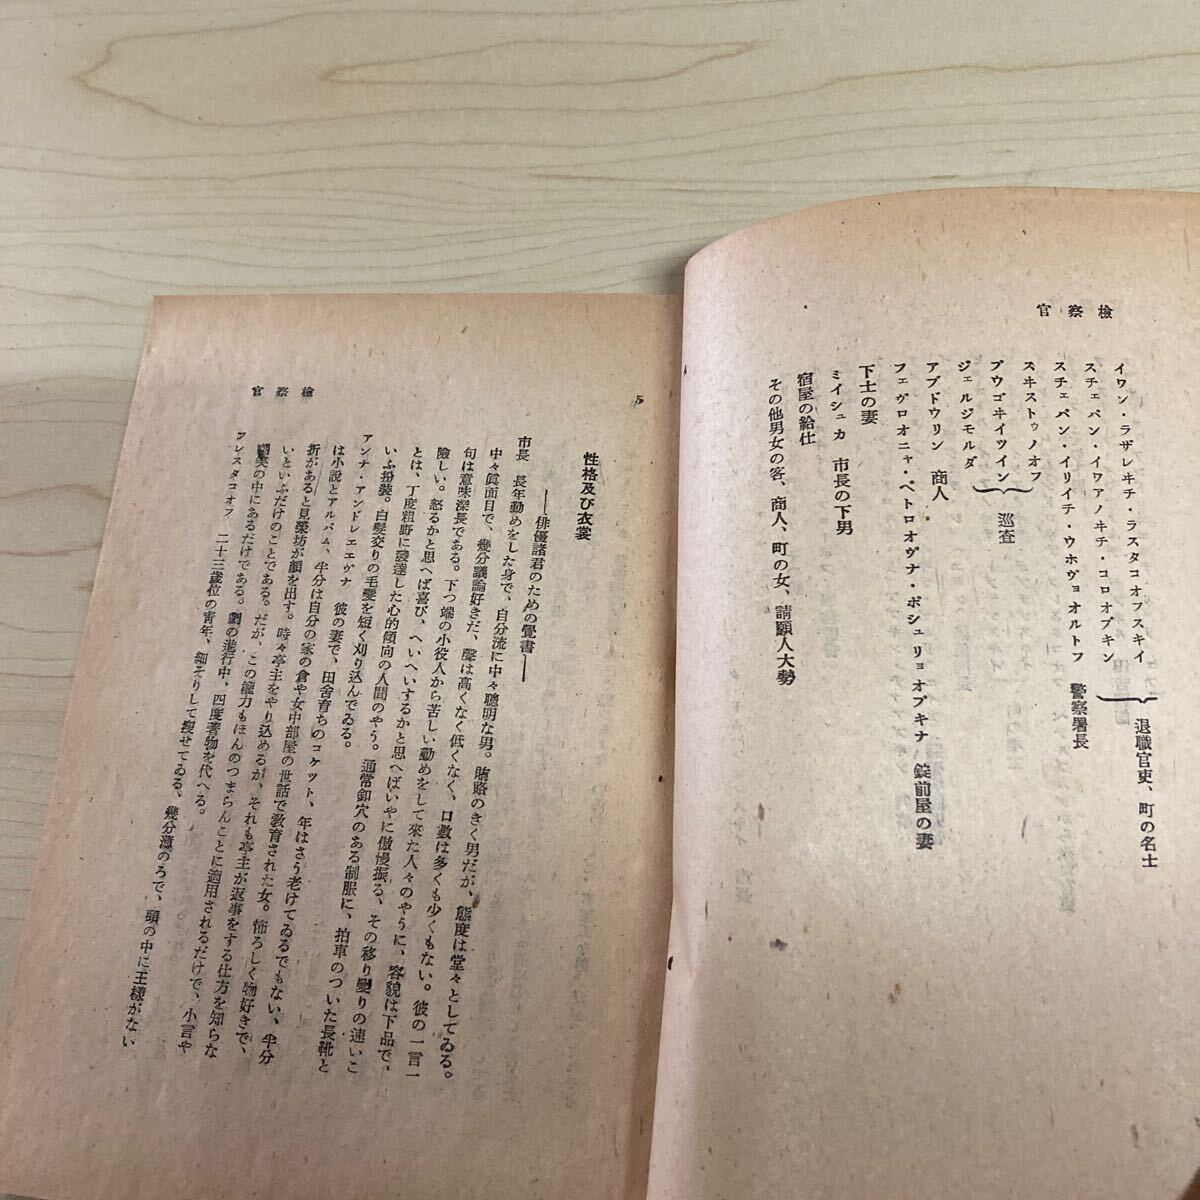 檢察官
イワン・ラザレキチ・ラスタコオフスキイ
スチェパン・イワアノキチ・コロオブキン
退職官吏、町の名士
スチェパン・イリイチ・ウホヴョオルトフ 警察署長
スヰストゥノオフ
プウゴキイツイン
ジェルジモルダ
巡査
アブドウリン 商人
フェヴロオニャ・ペトロオヴナ・ポシュリョオプキナ 錠前屋の妻
下士の妻
ミイシュカ 市長の下男
宿屋の給仕
その他男女の客、商人、町の女、請願人大勢
檢察官
5
性格及び衣裳
――俳優諸君のための覺書――
市長 長年勤めをした身で、自分流に中々聰明な男。賄賂のきく男だが、態度は堂々としてゐる。
中々眞面目で、幾分議論好きだ、聲は高くなく低くなく、口數は多くも少くもない。彼の一言一
句は意味深長である。下つ端の小役人から苦しい勤めをして來た人々のやうに、容貌は下品で、
險しい。怒るかと思へば喜び、へいへいするかと思へばいやに傲慢振る、その移り變りの速いこ
とは、丁度粗野に發達した心的傾向の人間のやう。通常釦穴のある制服に、拍車のついた長靴と
いふ扮裝。白髮交りの毛髮を短く刈り込んでゐる。
アンナ・アンドレエヴナ 彼の妻で、田舍育ちのコケット、年はさう老けてゐるでもない、半分
は小説とアルバム、半分は自分の家の倉や女中部屋の世話で敎育された女。怖ろしく物好きで、
折があると見榮坊が顏を出す。時々亭主をやり込めるが、それも亭主が返事をする仕方を知らな
いといふだけのことである。だが、この權力もほんのつまらんことに適用されるだけで、小言や
嘲笑の中にあるだけである。劇の進行中、四度著物を代へる。
フレスタコオフ 二十三歲位の靑年、細そりして瘦せてゐる、幾分薄のろで、頭の中に王樣がない